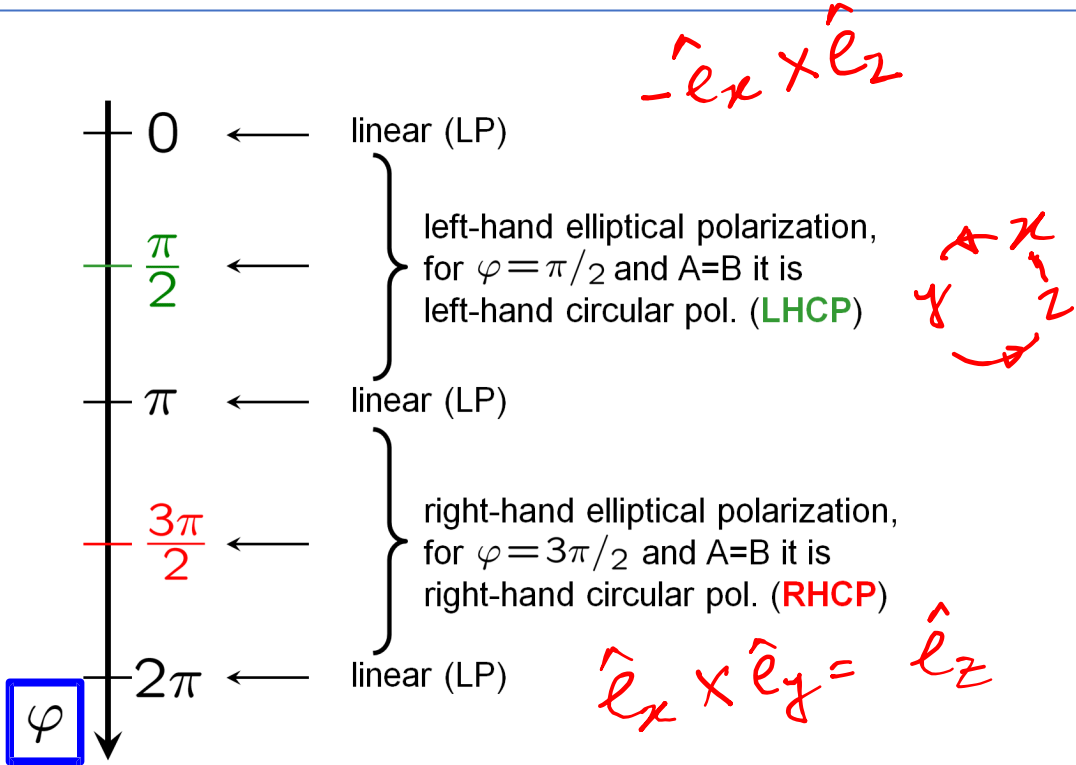 -êx × êz
0 ← linear (LP)
π/2 ← left-hand elliptical polarization,
for φ=π/2 and A=B it is
left-hand circular pol. (LHCP)
x
y z
π ← linear (LP)
3π/2 ← right-hand elliptical polarization,
for φ=3π/2 and A=B it is
right-hand circular pol. (RHCP)
2π ← linear (LP)
êx × êy = êz
φ